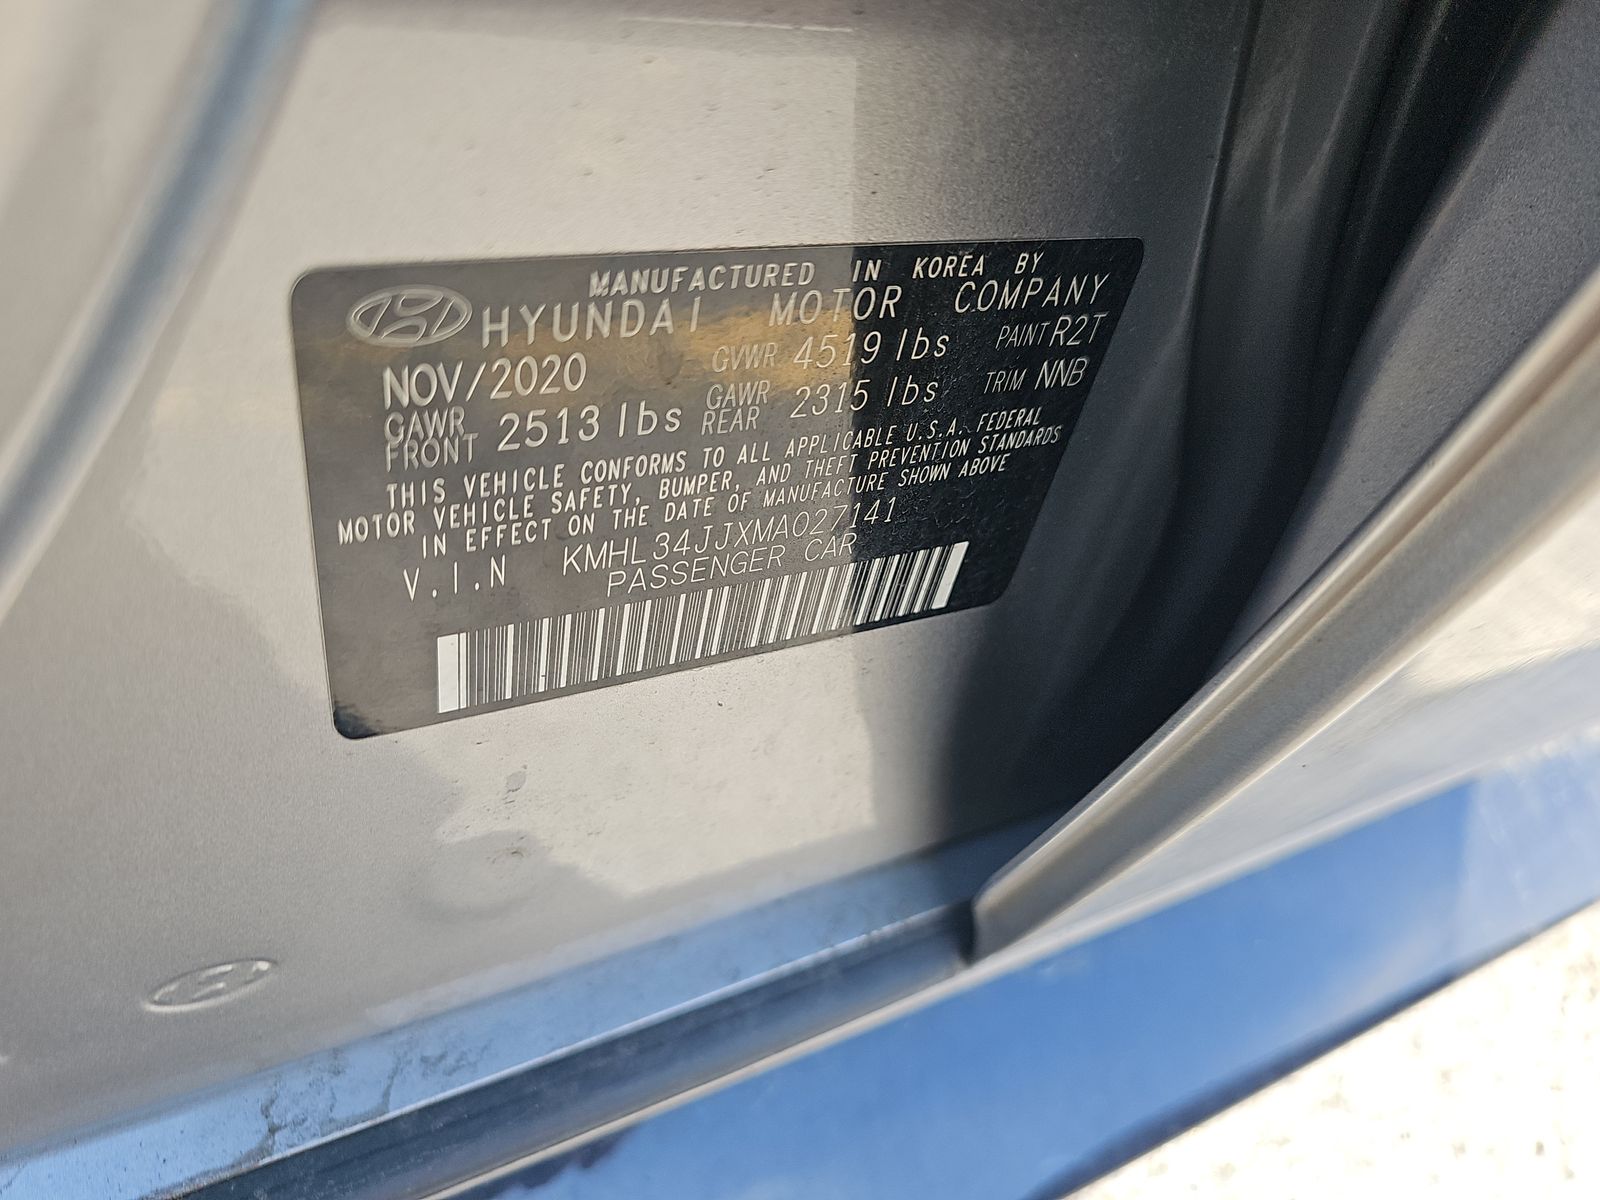 MANUFACTURED IN KOREA BY
HYUNDAI MOTOR COMPANY
NOV/2020 GVWR 4519 lbs PAINT R2T
GAWR FRONT 2513 lbs GAWR REAR 2315 lbs TRIM NNB
THIS VEHICLE CONFORMS TO ALL APPLICABLE U.S.A. FEDERAL
MOTOR VEHICLE SAFETY, BUMPER, AND THEFT PREVENTION STANDARDS
IN EFFECT ON THE DATE OF MANUFACTURE SHOWN ABOVE
V.I.N KMHL34JJXMA027141
PASSENGER CAR